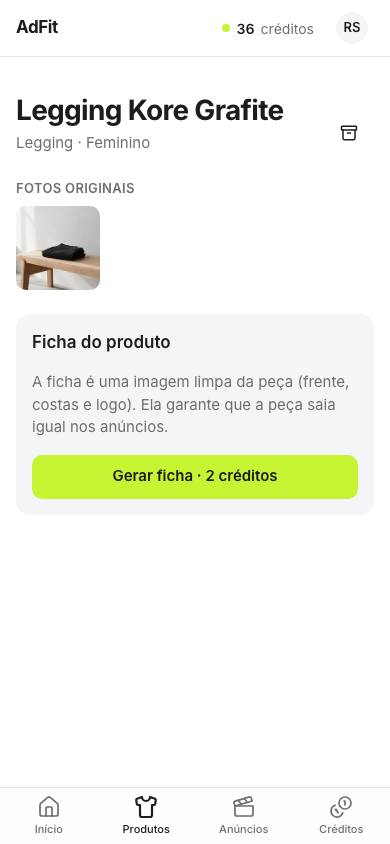 AdFit
36 créditos
RS
Legging Kore Grafite
Legging · Feminino
FOTOS ORIGINAIS
Ficha do produto
A ficha é uma imagem limpa da peça (frente,
costas e logo). Ela garante que a peça saia
igual nos anúncios.
Gerar ficha · 2 créditos
Início
Produtos
Anúncios
Créditos